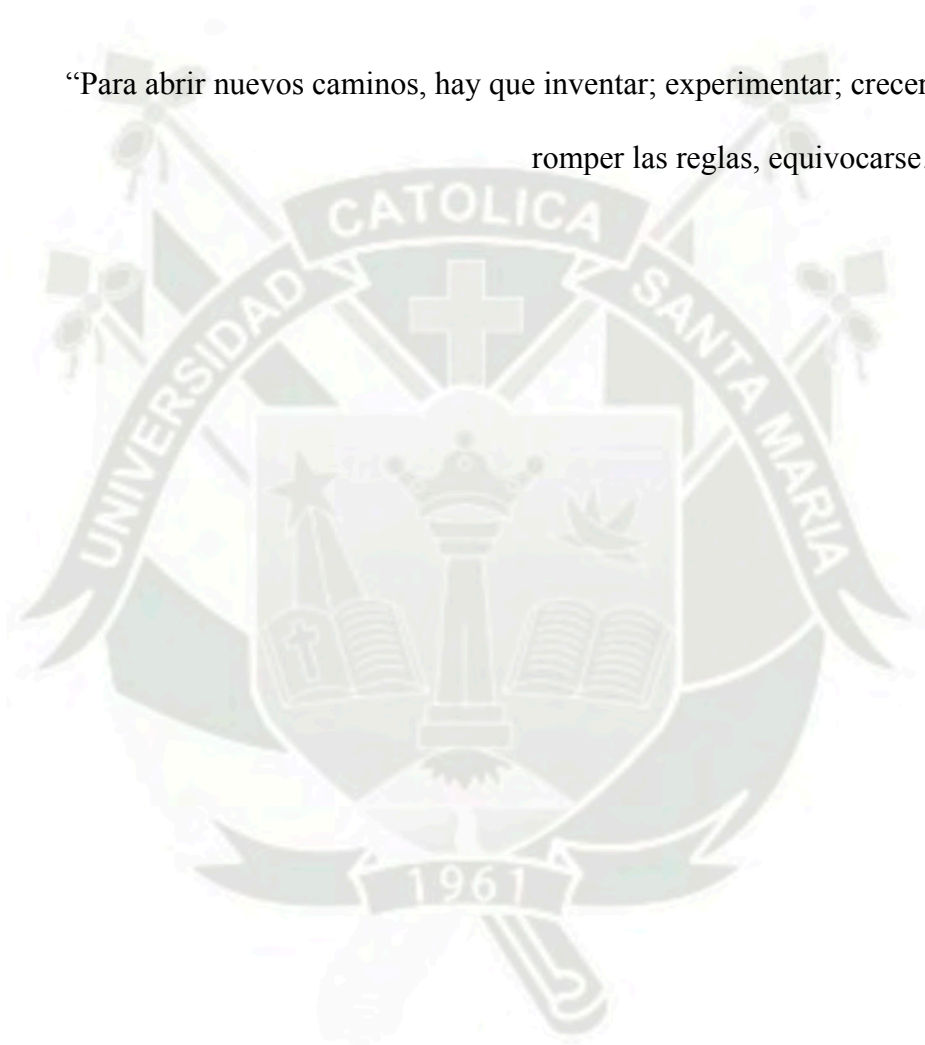 “Para abrir nuevos caminos, hay que inventar; experimentar; crecer
romper las reglas, equivocarse
CATOLICA
UNIVERSIDAD
SANTA MARIA
1961